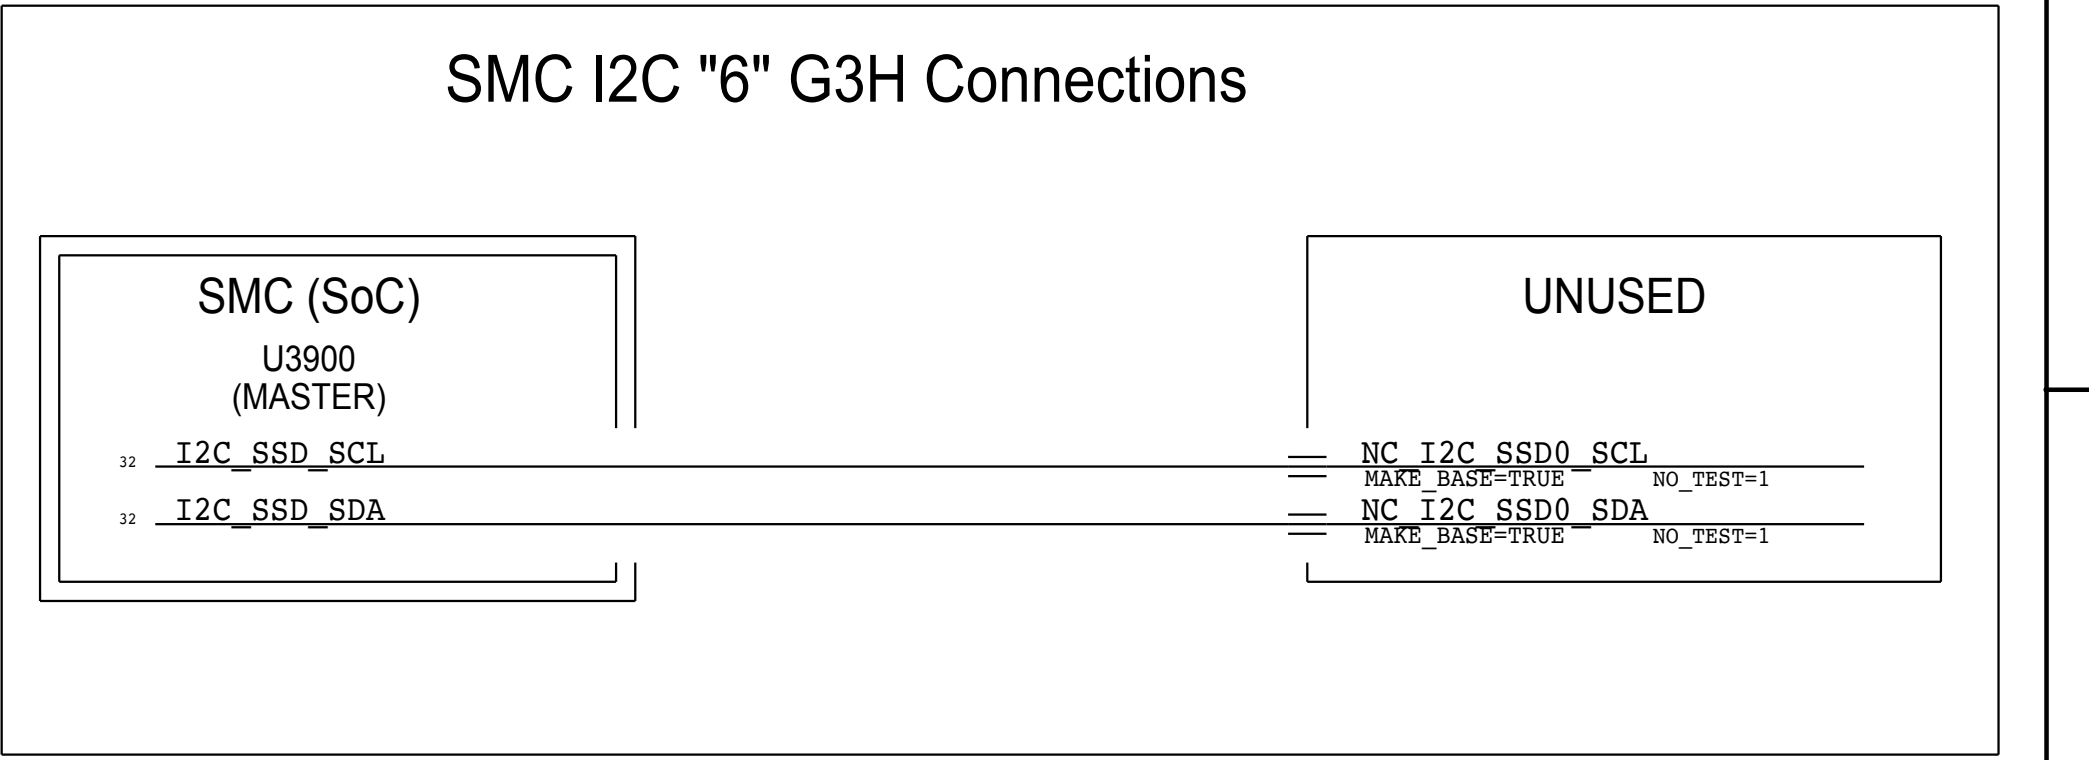 SMC I2C "6" G3H Connections
SMC (SoC)
U3900
(MASTER)
32 I2C_SSD_SCL
32 I2C_SSD_SDA
UNUSED
NC_I2C_SSD0_SCL
MAKE_BASE=TRUE NO_TEST=1
NC_I2C_SSD0_SDA
MAKE_BASE=TRUE NO_TEST=1